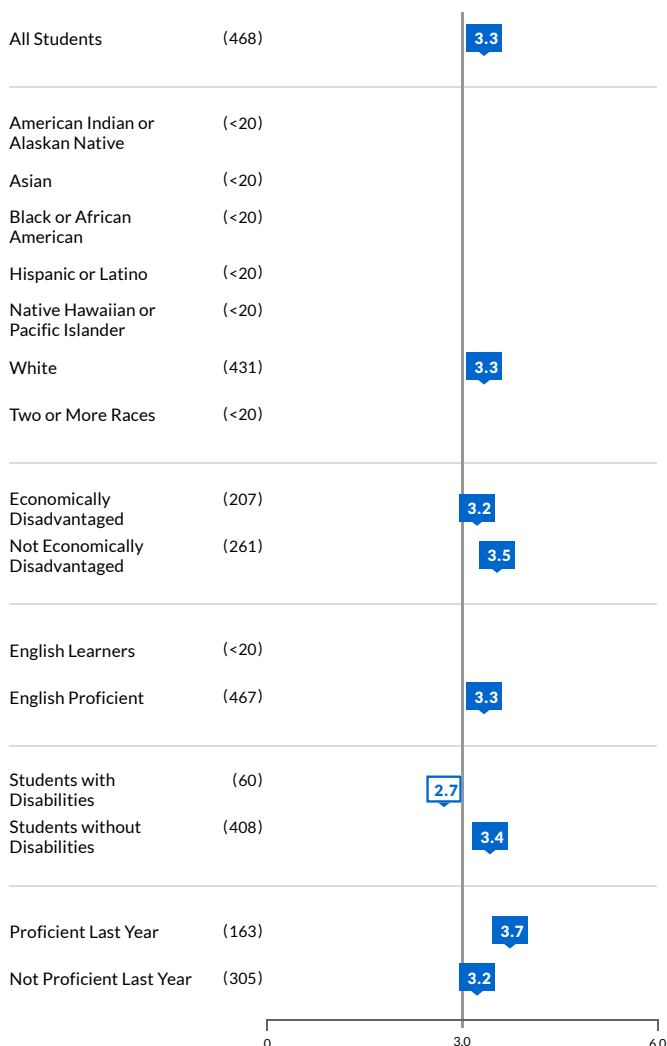 All Students (468) 3.3
American Indian or (<20)
Alaskan Native
Asian (<20)
Black or African (<20)
American
Hispanic or Latino (<20)
Native Hawaiian or (<20)
Pacific Islander
White (431) 3.3
Two or More Races (<20)
Economically (207) 3.2
Disadvantaged
Not Economically (261) 3.5
Disadvantaged
English Learners (<20)
English Proficient (467) 3.3
Students with (60) 2.7
Disabilities
Students without (408) 3.4
Disabilities
Proficient Last Year (163) 3.7
Not Proficient Last Year (305) 3.2
0 3.0 6.0